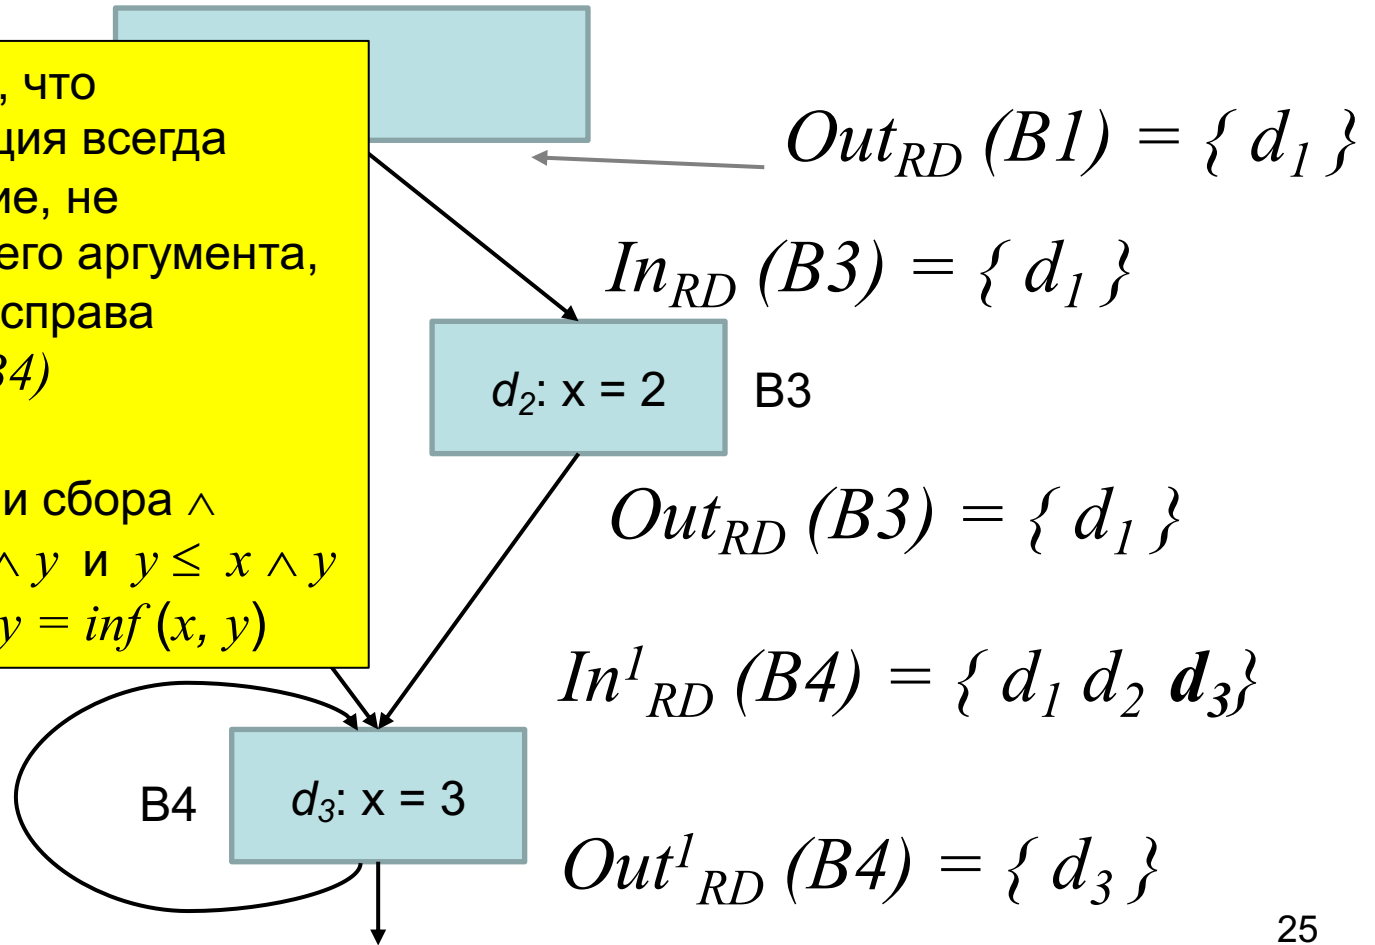 , что
ция всегда
ие, не
его аргумента,
справа
B4)
и сбора ∧
∧ y и y ≤ x ∧ y
y = inf (x, y)
Out_RD (B1) = { d_1 }
In_RD (B3) = { d_1 }
d_2: x = 2
B3
Out_RD (B3) = { d_1 }
In^1_RD (B4) = { d_1 d_2 d_3}
B4
d_3: x = 3
Out^1_RD (B4) = { d_3 }
25